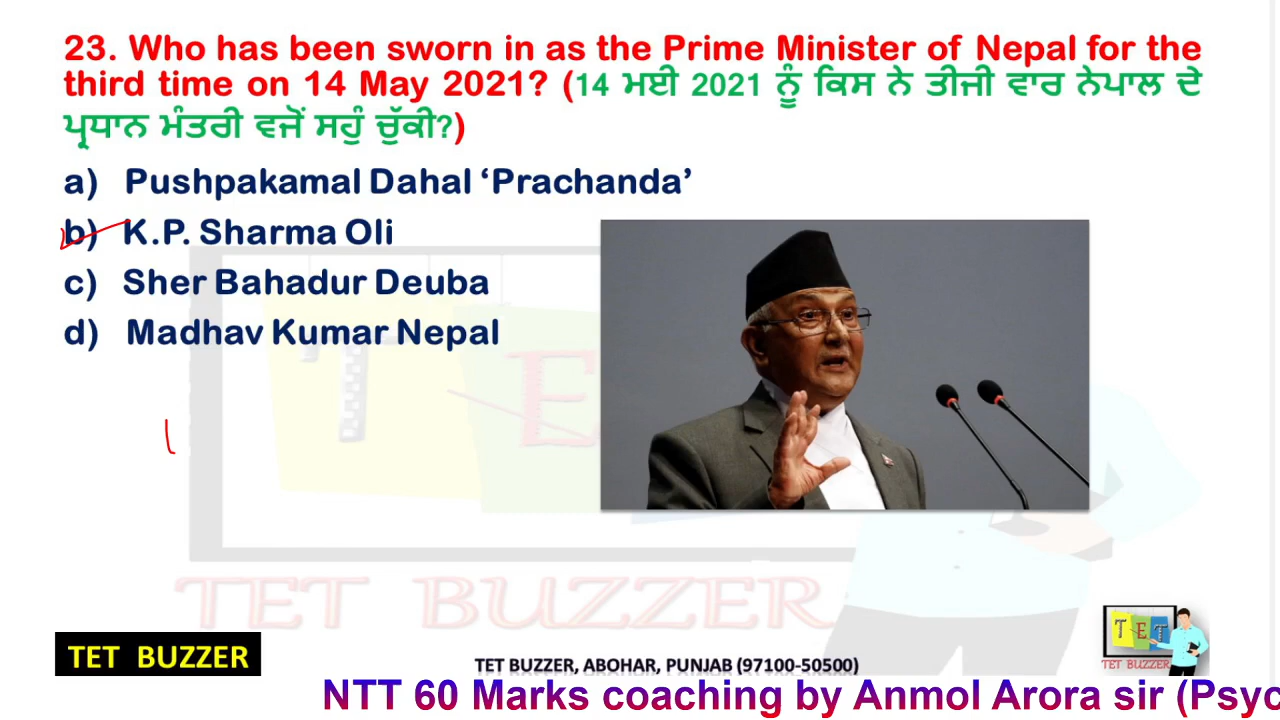 23. Who has been sworn in as the Prime Minister of Nepal for the
third time on 14 May 2021? (14 ਮਈ 2021 ਨੂੰ ਕਿਸ ਨੇ ਤੀਜੀ ਵਾਰ ਨੇਪਾਲ ਦੇ
ਪ੍ਰਧਾਨ ਮੰਤਰੀ ਵਜੋਂ ਸਹੁੰ ਚੁੱਕੀ?)
a) Pushpakamal Dahal ‘Prachanda’
b) K.P. Sharma Oli
c) Sher Bahadur Deuba
d) Madhav Kumar Nepal
T E
TET BUZZER
TET BUZZER
TET BUZZER, ABOHAR, PUNJAB (97100-50500)
TET
TET BUZZER
NTT 60 Marks coaching by Anmol Arora sir (Psyc